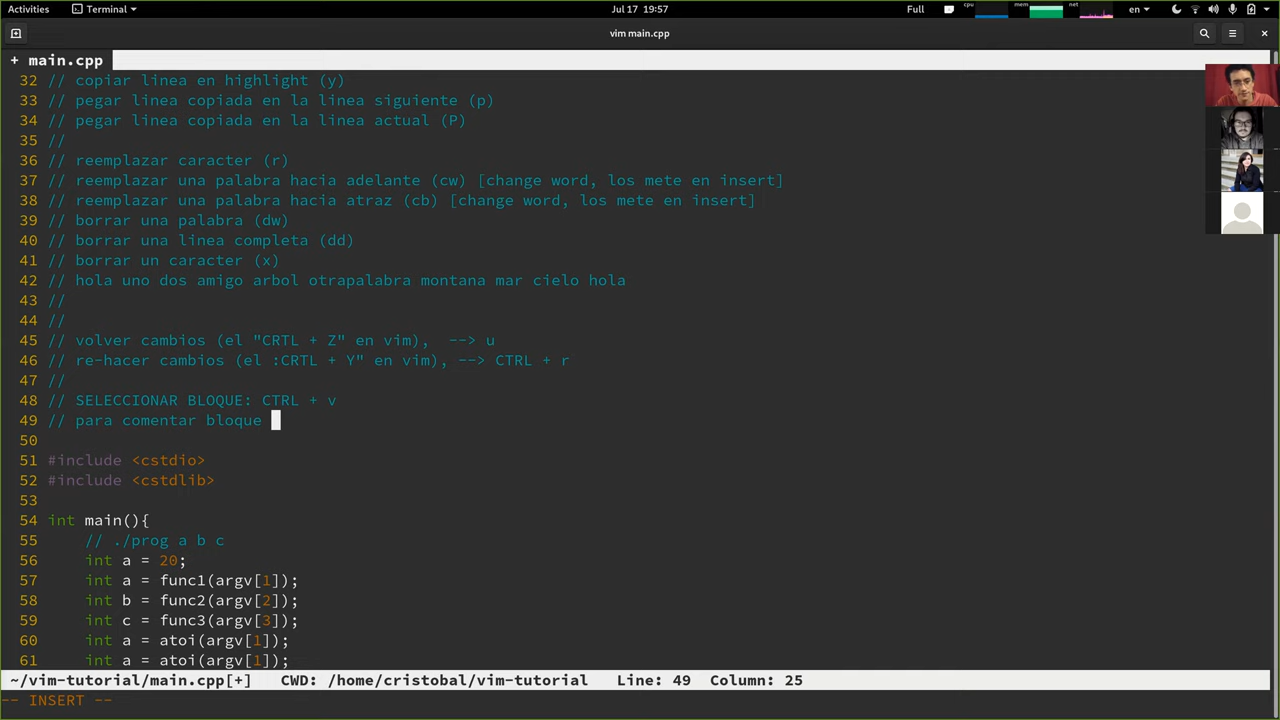 Activities Terminal Jul 17 19:57 Full cpu mem net en
vim main.cpp
+ main.cpp
32 // copiar linea en highlight (y)
33 // pegar linea copiada en la linea siguiente (p)
34 // pegar linea copiada en la linea actual (P)
35 //
36 // reemplazar caracter (r)
37 // reemplazar una palabra hacia adelante (cw) [change word, los mete en insert]
38 // reemplazar una palabra hacia atraz (cb) [change word, los mete en insert]
39 // borrar una palabra (dw)
40 // borrar una linea completa (dd)
41 // borrar un caracter (x)
42 // hola uno dos amigo arbol otrapalabra montana mar cielo hola
43 //
44 //
45 // volver cambios (el "CRTL + Z" en vim),  --> u
46 // re-hacer cambios (el :CRTL + Y" en vim), --> CTRL + r
47 //
48 // SELECCIONAR BLOQUE: CTRL + v
49 // para comentar bloque
50
51 #include <cstdio>
52 #include <cstdlib>
53
54 int main(){
55     // ./prog a b c
56     int a = 20;
57     int a = func1(argv[1]);
58     int b = func2(argv[2]);
59     int c = func3(argv[3]);
60     int a = atoi(argv[1]);
61     int a = atoi(argv[1]);
~/vim-tutorial/main.cpp[+]   CWD: /home/cristobal/vim-tutorial   Line: 49  Column: 25
-- INSERT --